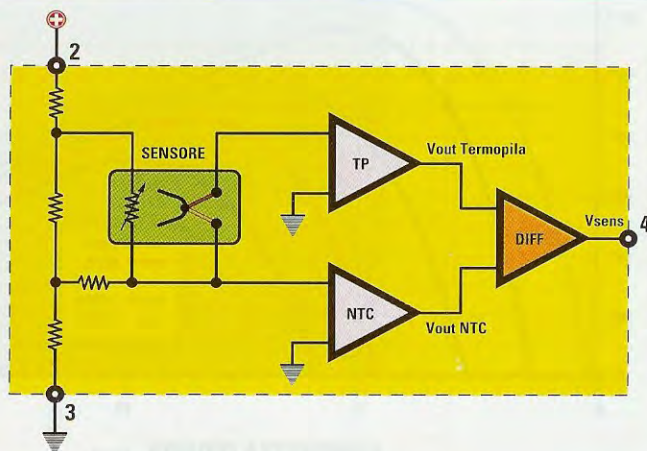 2
SENSORE
TP
Vout Termopila
DIFF
Vsens
4
NTC
Vout NTC
3